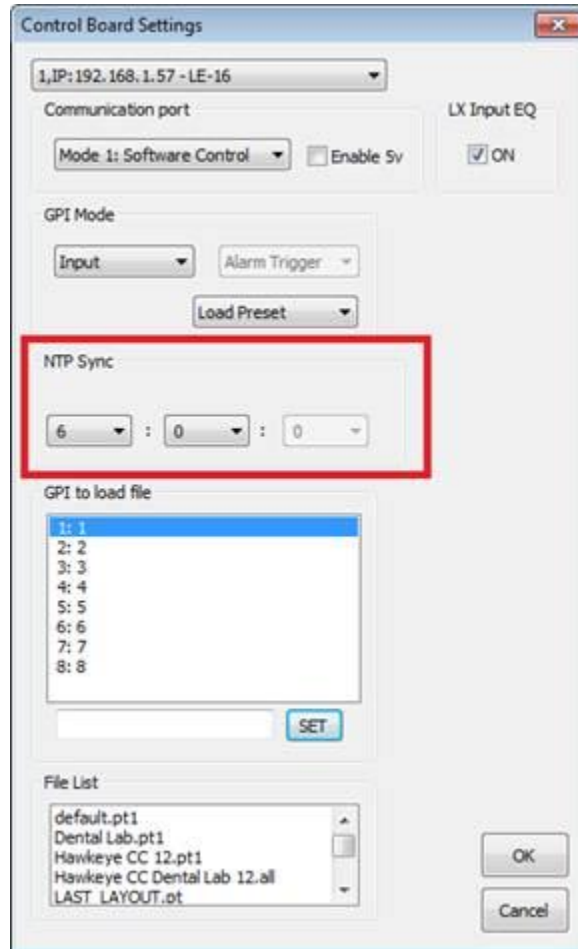 Control Board Settings
1,IP:192.168.1.57 - LE-16
Communication port
LX Input EQ
Mode 1: Software Control
Enable 5v
ON
GPI Mode
Input
Alarm Trigger
Load Preset
NTP Sync
6 : 0 : 0
GPI to load file
1: 1
2: 2
3: 3
4: 4
5: 5
6: 6
7: 7
8: 8
SET
File List
default.pt1
Dental Lab.pt1
Hawkeye CC 12.pt1
Hawkeye CC Dental Lab 12.all
LAST LAYOUT.pt
OK
Cancel